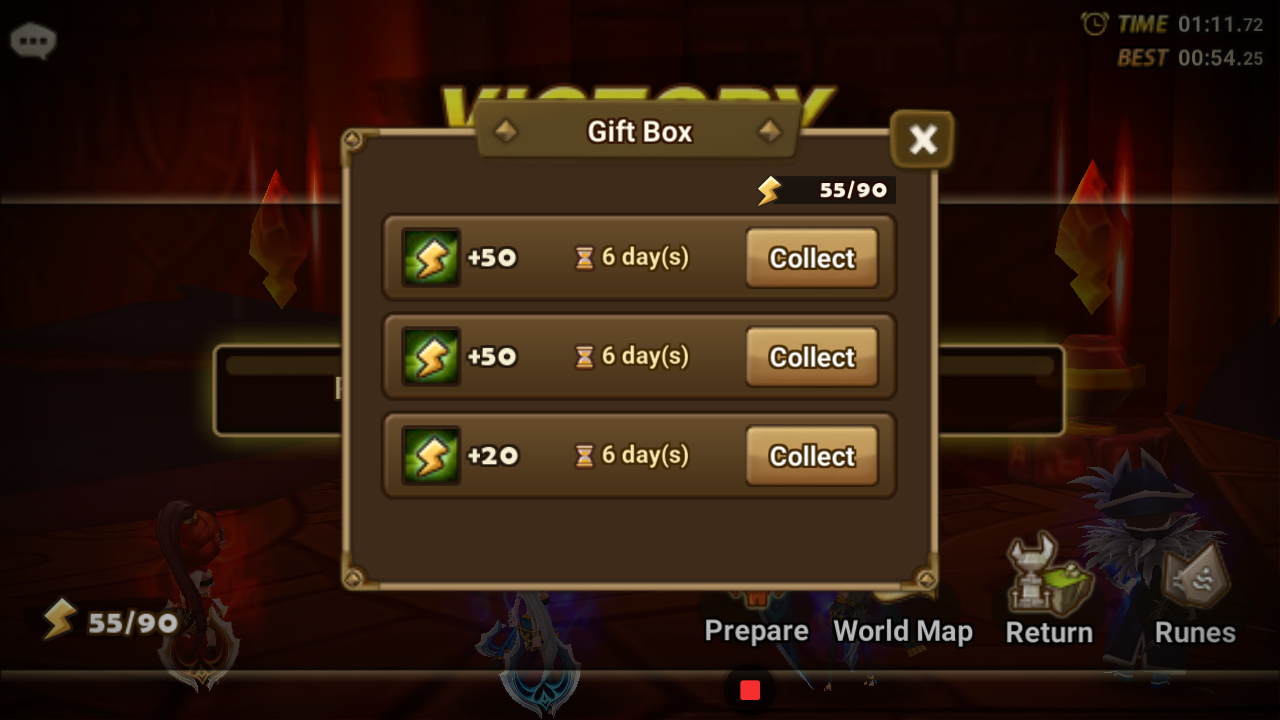 TIME 01:11.72
BEST 00:54.25
VICTORY
Gift Box
X
55/90
+50 6 day(s) Collect
+50 6 day(s) Collect
+20 6 day(s) Collect
55/90
Prepare World Map Return Runes